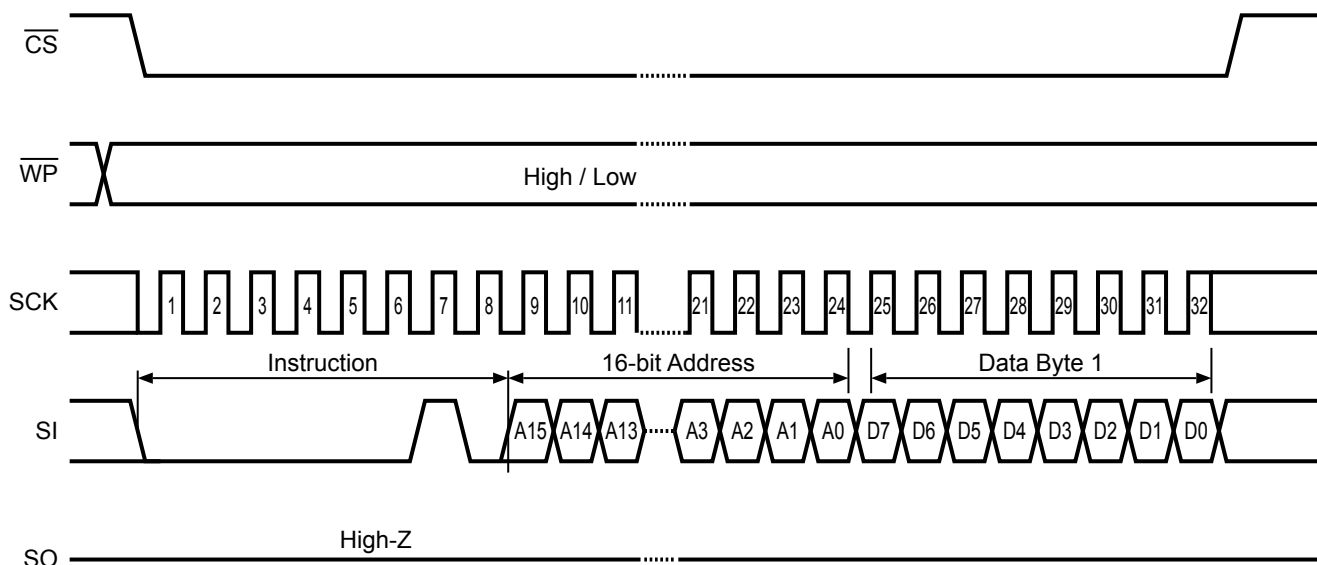 C̅S̅
W̅P̅
High / Low
SCK
1 2 3 4 5 6 7 8 9 10 11 21 22 23 24 25 26 27 28 29 30 31 32
Instruction 16-bit Address Data Byte 1
SI
A15 A14 A13 A3 A2 A1 A0 D7 D6 D5 D4 D3 D2 D1 D0
High-Z
SO